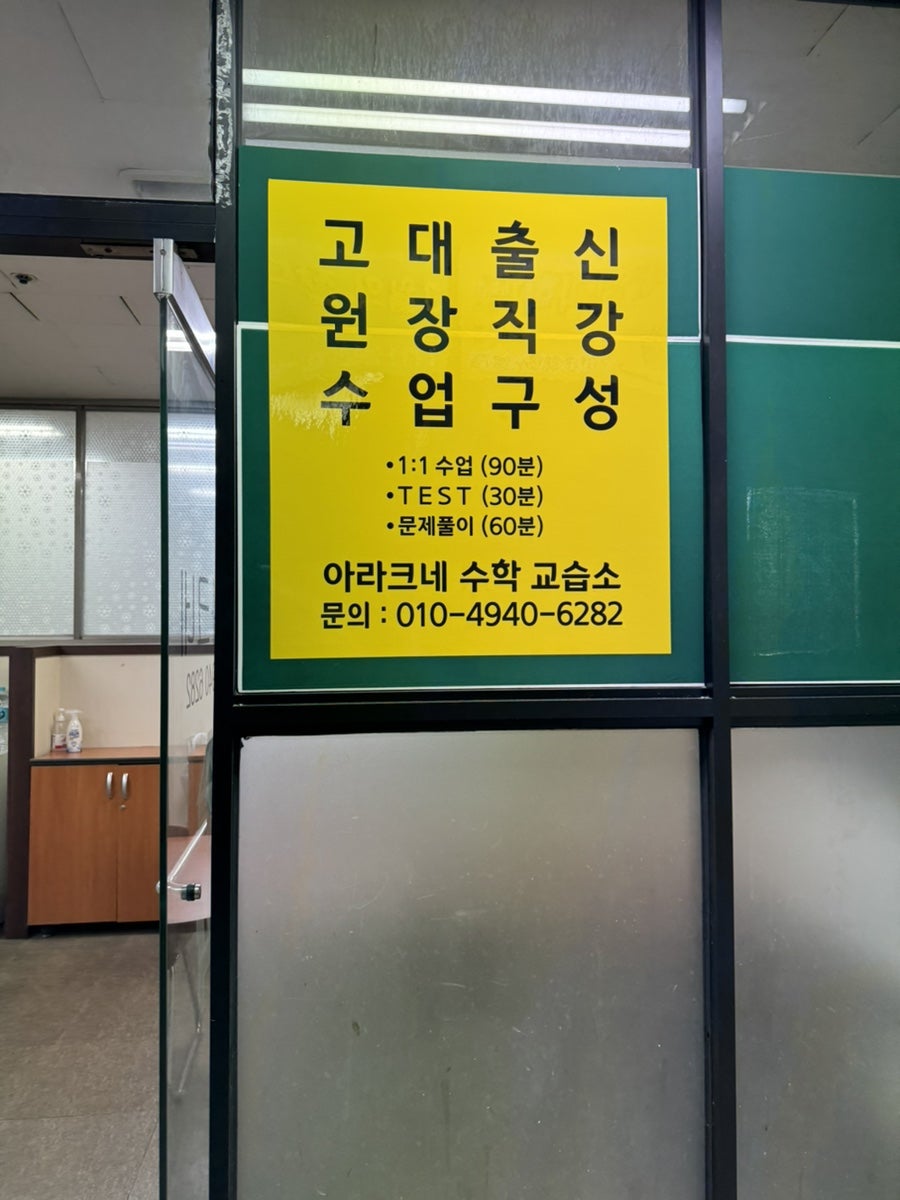 고대출신
원장직강
수업구성
•1:1 수업 (90분)
•TEST (30분)
•문제풀이 (60분)
아라크네 수학 교습소
문의 : 010-4940-6282